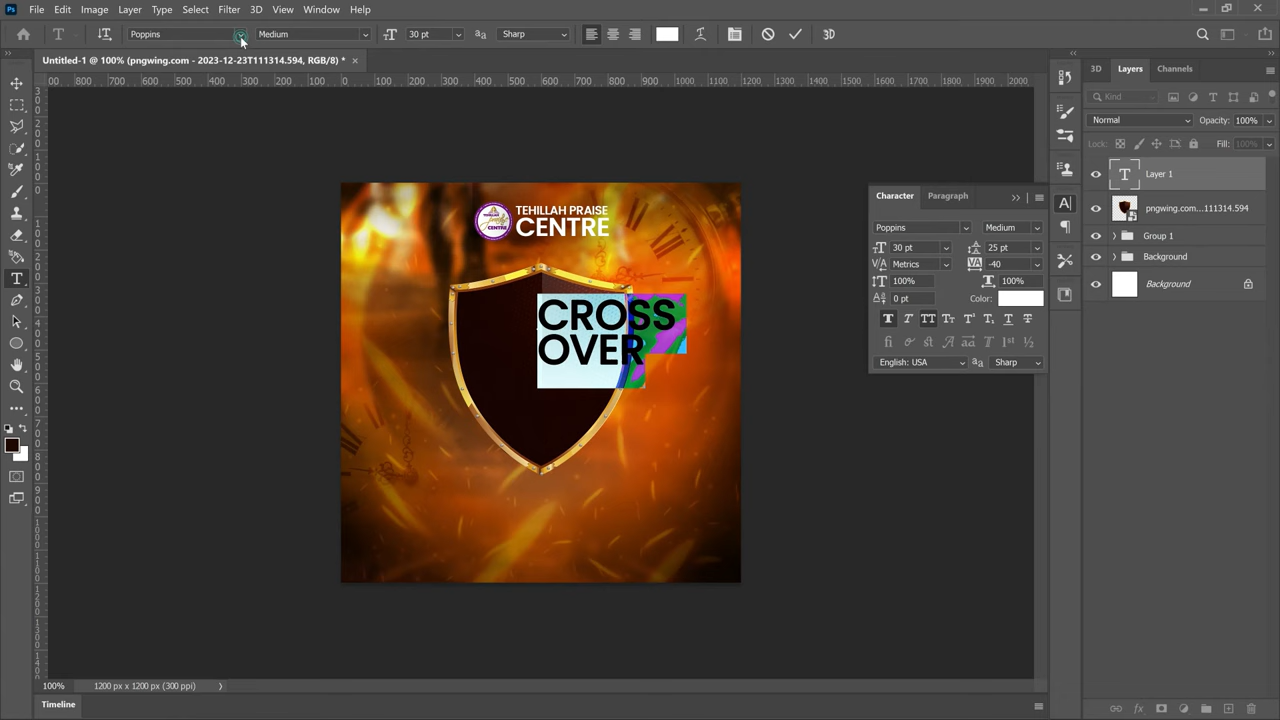 Ps File Edit Image Layer Type Select Filter 3D View Window Help
T Poppins Medium 30 pt Sharp 3D
Untitled-1 @ 100% (pngwing.com - 2023-12-23T111314.594, RGB/8) * ×
3D Layers Channels
Kind
Normal Opacity: 100%
Lock: Fill: 100%
T Layer 1
pngwing.com...111314.594
Group 1
Background
Background
Character Paragraph
Poppins Medium
30 pt 25 pt
Metrics -40
100% 100%
0 pt Color:
English: USA Sharp
TEHILLAH PRAISE
CENTRE
CROSS
OVER
100% 1200 px x 1200 px (300 ppi)
Timeline